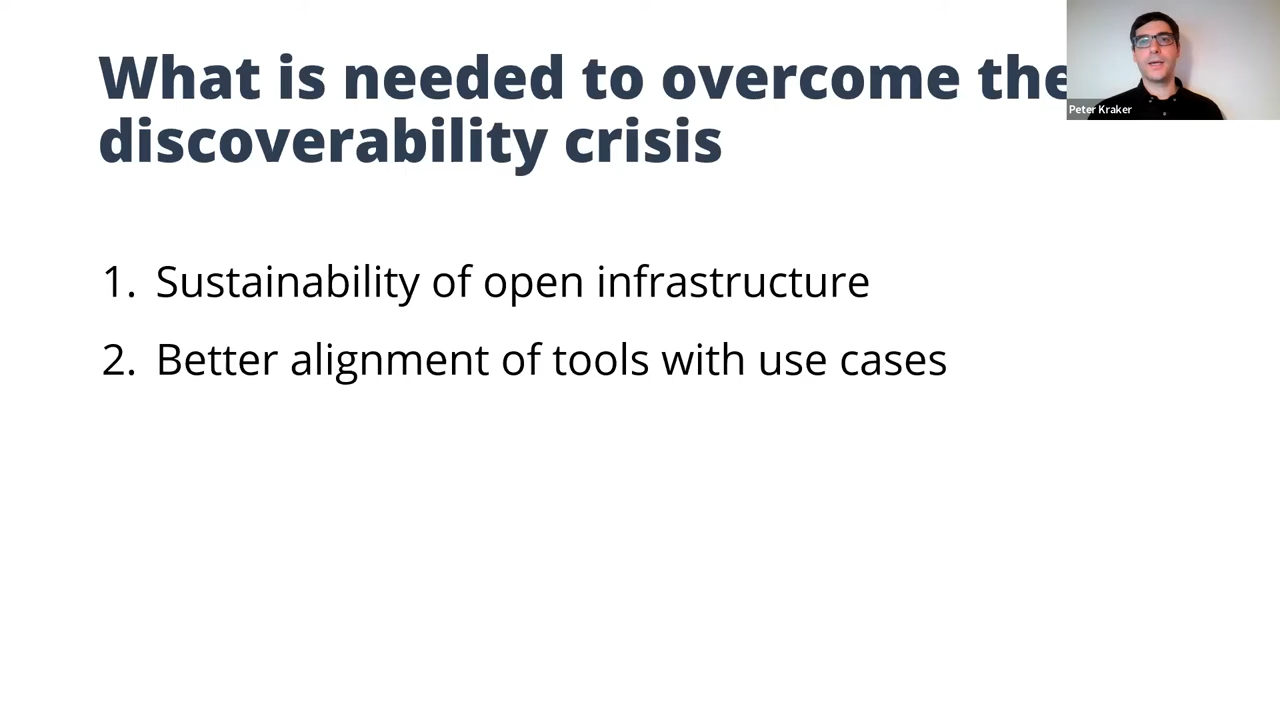 What is needed to overcome the
discoverability crisis
Peter Kraker
1. Sustainability of open infrastructure
2. Better alignment of tools with use cases